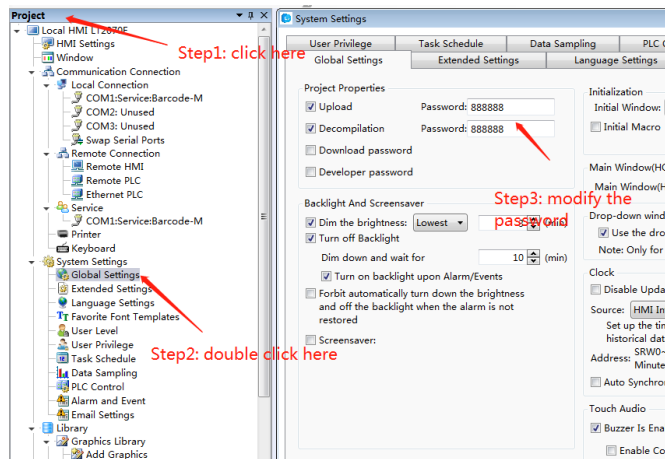 Project
Local HMI LT2070E
HMI Settings
Window
Communication Connection
Local Connection
COM1:Service:Barcode-M
COM2: Unused
COM3: Unused
Swap Serial Ports
Remote Connection
Remote HMI
Remote PLC
Ethernet PLC
Service
COM1:Service:Barcode-M
Printer
Keyboard
System Settings
Global Settings
Extended Settings
Language Settings
Favorite Font Templates
User Level
User Privilege
Task Schedule
Data Sampling
PLC Control
Alarm and Event
Email Settings
Library
Graphics Library
Add Graphics
Step1: click here
Step2: double click here
System Settings
User Privilege
Task Schedule
Data Sampling
PLC
Global Settings
Extended Settings
Language Settings
Project Properties
Upload Password: 888888
Decompilation Password: 888888
Download password
Developer password
Step3: modify the
password
Backlight And Screensaver
Dim the brightness: Lowest (min)
Turn off Backlight
Dim down and wait for 10 (min)
Turn on backlight upon Alarm/Events
Forbit automatically turn down the brightness
and off the backlight when the alarm is not
restored
Screensaver:
Initialization
Initial Window:
Initial Macro
Main Window(HO
Main Window(H
Drop-down wind
Use the dro
Note: Only for
Clock
Disable Upda
Source: HMI In
Set up the tin
historical dat
Address: SRW0~
Minute
Auto Synchro
Touch Audio
Buzzer Is Ena
Enable Co